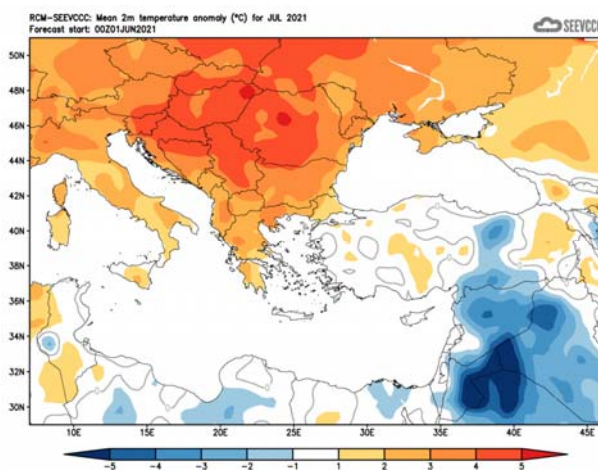 RCM-SEEVCCC: Mean 2m temperature anomaly (°C) for JUL 2021
Forecast start: 00Z01JUN2021
SEEVCCC
50N
48N
46N
44N
42N
40N
38N
36N
34N
32N
30N
10E 15E 20E 25E 30E 35E 40E 45E
-5 -4 -3 -2 -1 1 2 3 4 5